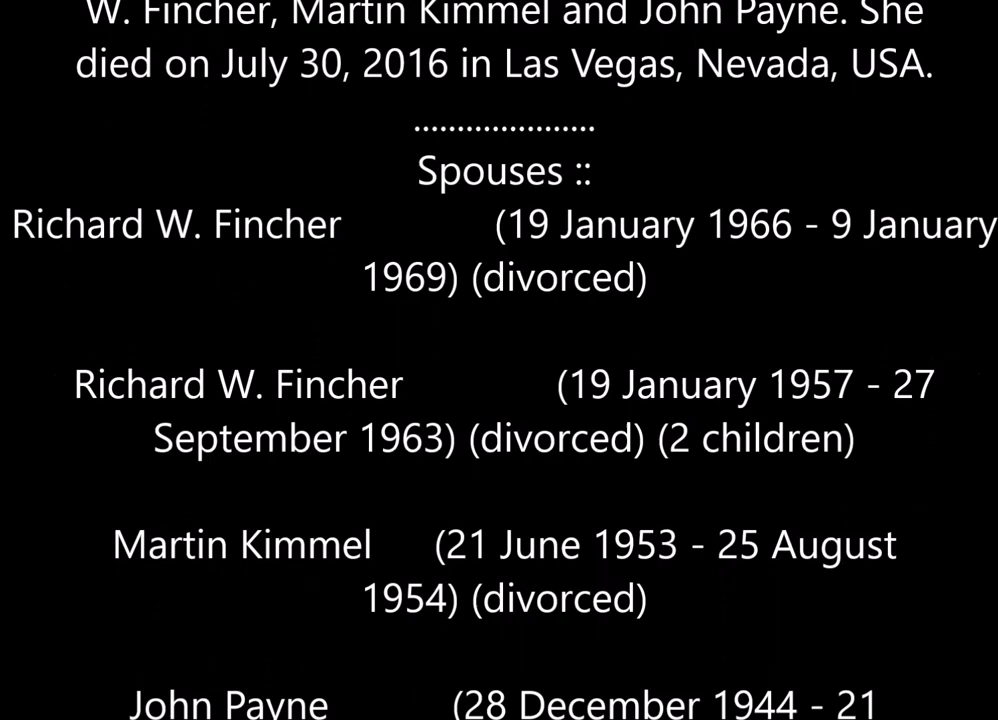 W. Fincher, Martin Kimmel and John Payne. She
died on July 30, 2016 in Las Vegas, Nevada, USA.
.....................
Spouses ::
Richard W. Fincher (19 January 1966 - 9 January
1969) (divorced)
Richard W. Fincher (19 January 1957 - 27
September 1963) (divorced) (2 children)
Martin Kimmel (21 June 1953 - 25 August
1954) (divorced)
John Payne (28 December 1944 - 21